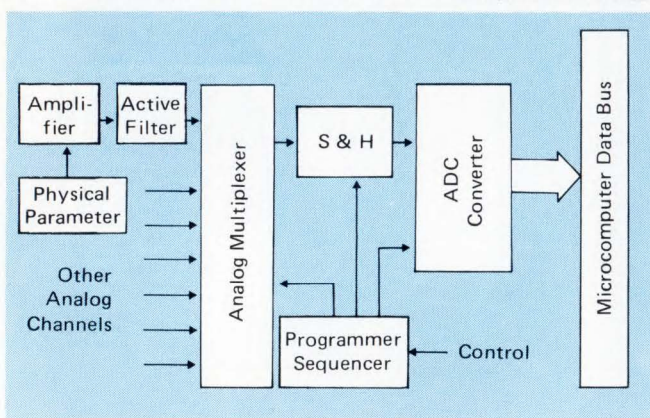 Ampli-
fier
Active
Filter
Physical
Parameter
Other
Analog
Channels
Analog Multiplexer
S & H
Programmer
Sequencer
Control
ADC
Converter
Microcomputer Data Bus